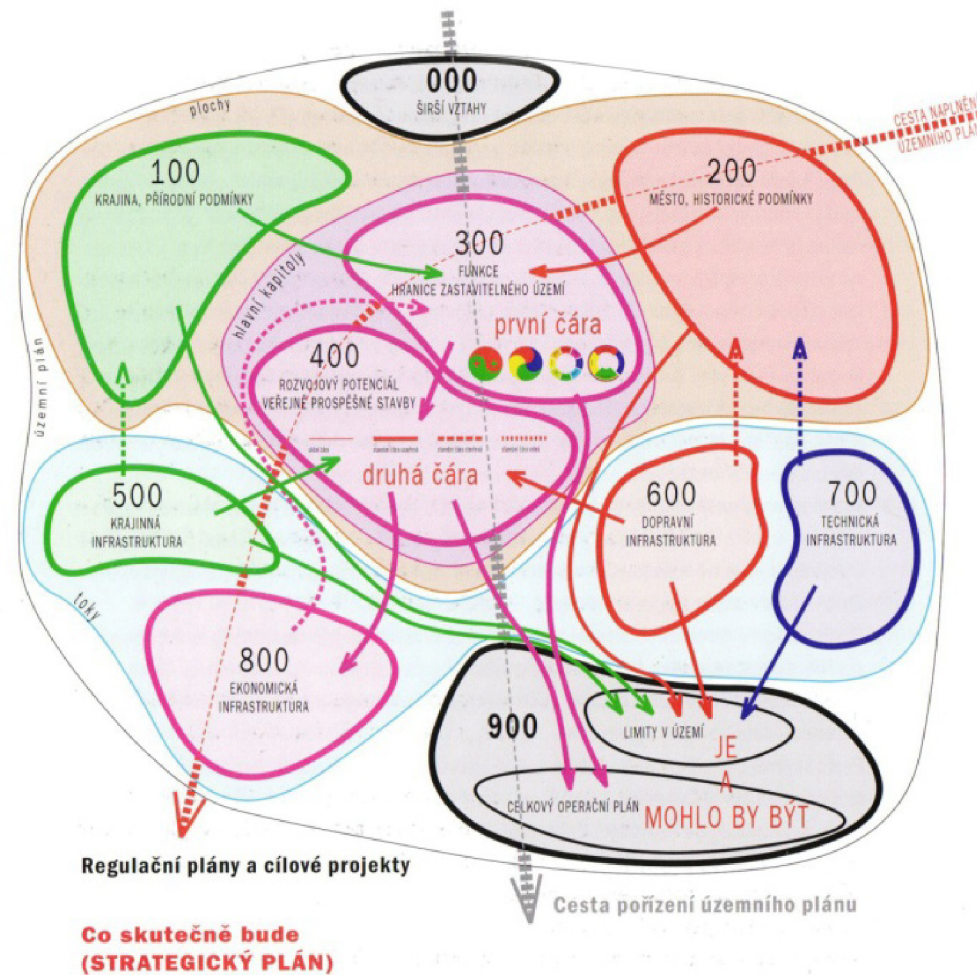 000
ŠIRŠÍ VZTAHY
plochy
CESTA NAPLNĚNÍ
ÚZEMNÍHO PLÁNU
100
KRAJINA, PŘÍRODNÍ PODMÍNKY
200
MĚSTO, HISTORICKÉ PODMÍNKY
300
FUNKCE
HRANICE ZASTAVITELNÉHO ÚZEMÍ
hlavní kapitoly
první čára
územní plán
400
ROZVOJOVÝ POTENCIÁL
VEŘEJNĚ PROSPĚŠNÉ STAVBY
druhá čára
500
KRAJINNÁ
INFRASTRUKTURA
600
DOPRAVNÍ
INFRASTRUKTURA
700
TECHNICKÁ
INFRASTRUKTURA
toky
800
EKONOMICKÁ
INFRASTRUKTURA
900
LIMITY V ÚZEMÍ
JE
A
CELKOVÝ OPERAČNÍ PLÁN
MOHLO BY BÝT
Regulační plány a cílové projekty
Cesta pořízení územního plánu
Co skutečně bude
(STRATEGICKÝ PLÁN)